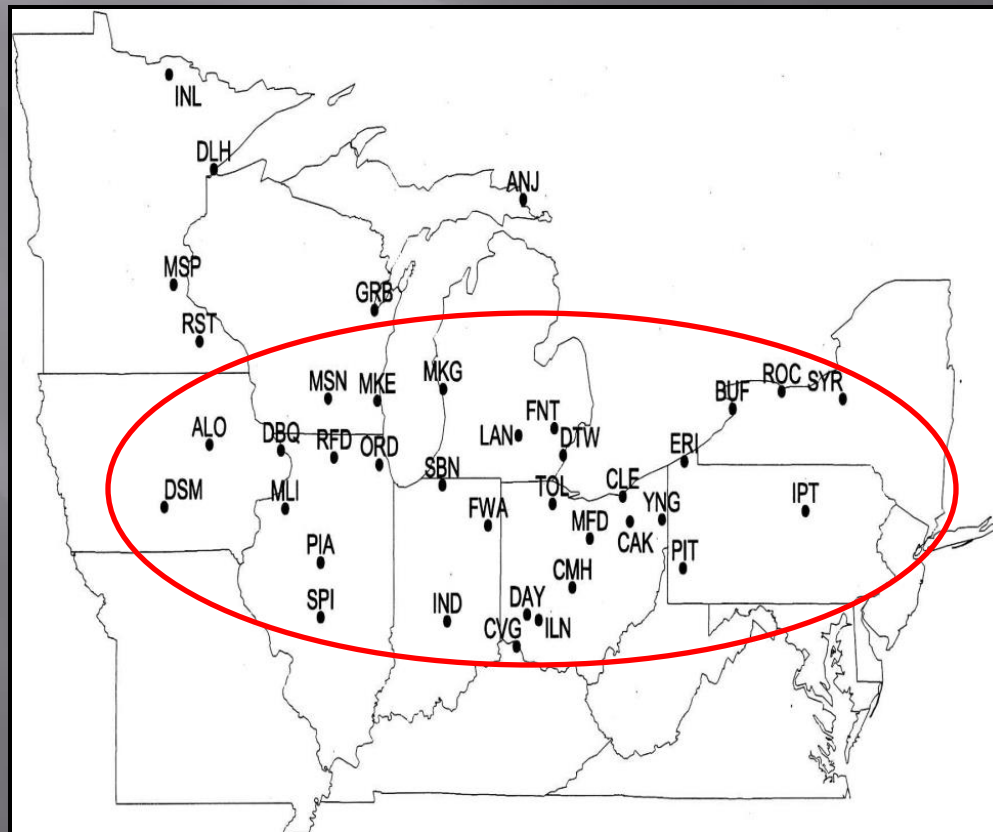 INL
DLH
ANJ
MSP
GRB
RST
MSN
MKE
MKG
BUF
ROC
SYR
ALO
DBQ
RFD
ORD
LAN
FNT
DTW
ERI
SBN
DSM
MLI
FWA
TOL
CLE
YNG
IPT
MFD
CAK
PIA
PIT
CMH
SPI
IND
DAY
ILN
CVG